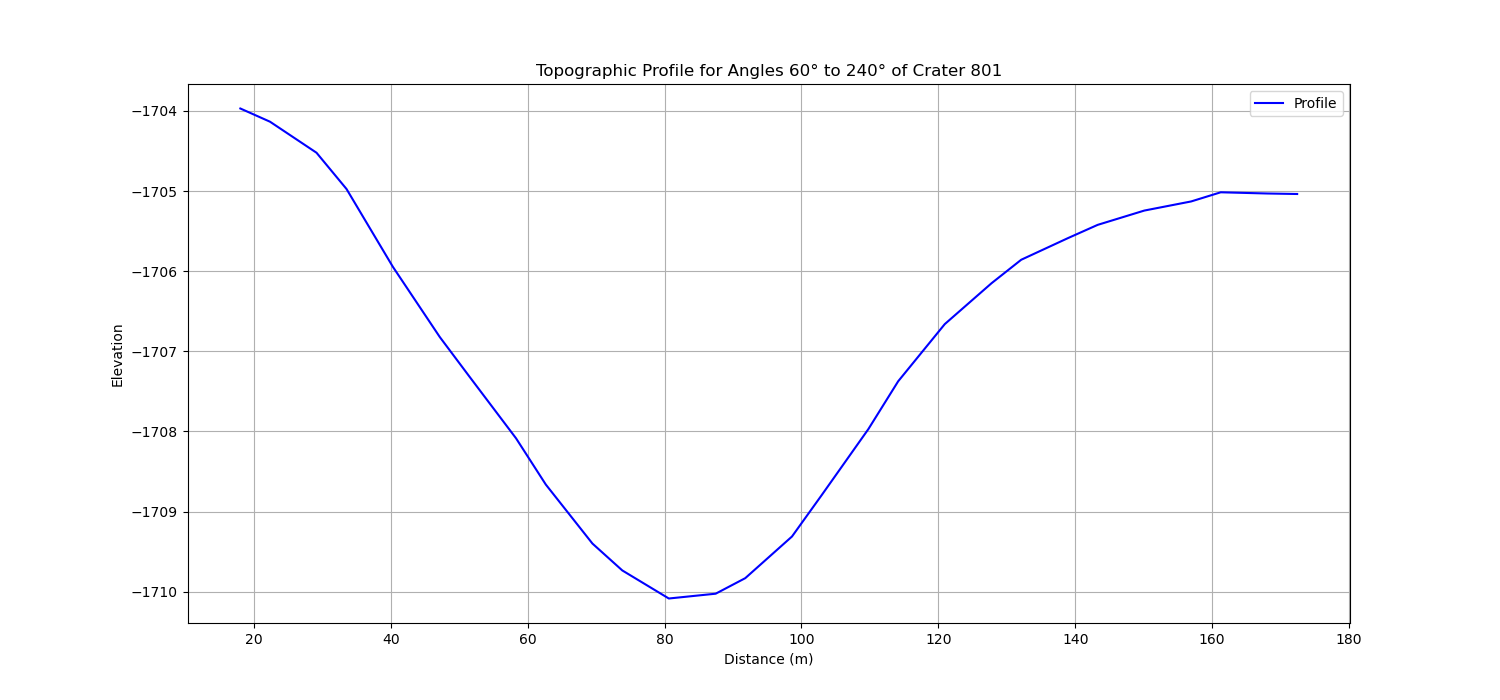 Topographic Profile for Angles 60° to 240° of Crater 801
Profile
−1704
−1705
−1706
−1707
−1708
−1709
−1710
Elevation
20 40 60 80 100 120 140 160 180
Distance (m)